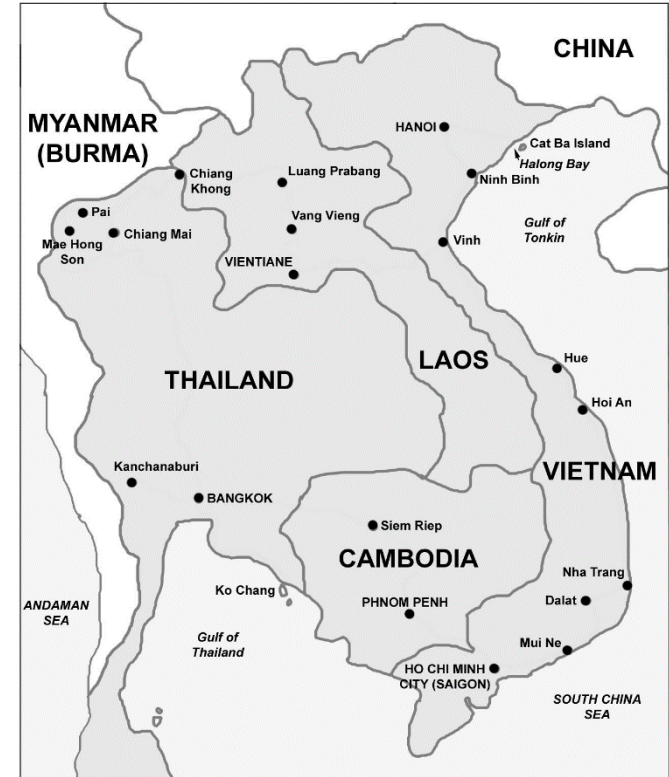 CHINA
MYANMAR
(BURMA)
HANOI
Cat Ba Island
Halong Bay
Chiang
Khong
Luang Prabang
Ninh Binh
Pai
Vang Vieng
Gulf of
Tonkin
Mae Hong
Son
Chiang Mai
Vinh
VIENTIANE
LAOS
Hue
THAILAND
Hoi An
Kanchanaburi
VIETNAM
BANGKOK
Siem Riep
CAMBODIA
Nha Trang
Ko Chang
ANDAMAN
SEA
PHNOM PENH
Dalat
Gulf of
Thailand
Mui Ne
HO CHI MINH
CITY (SAIGON)
SOUTH CHINA
SEA